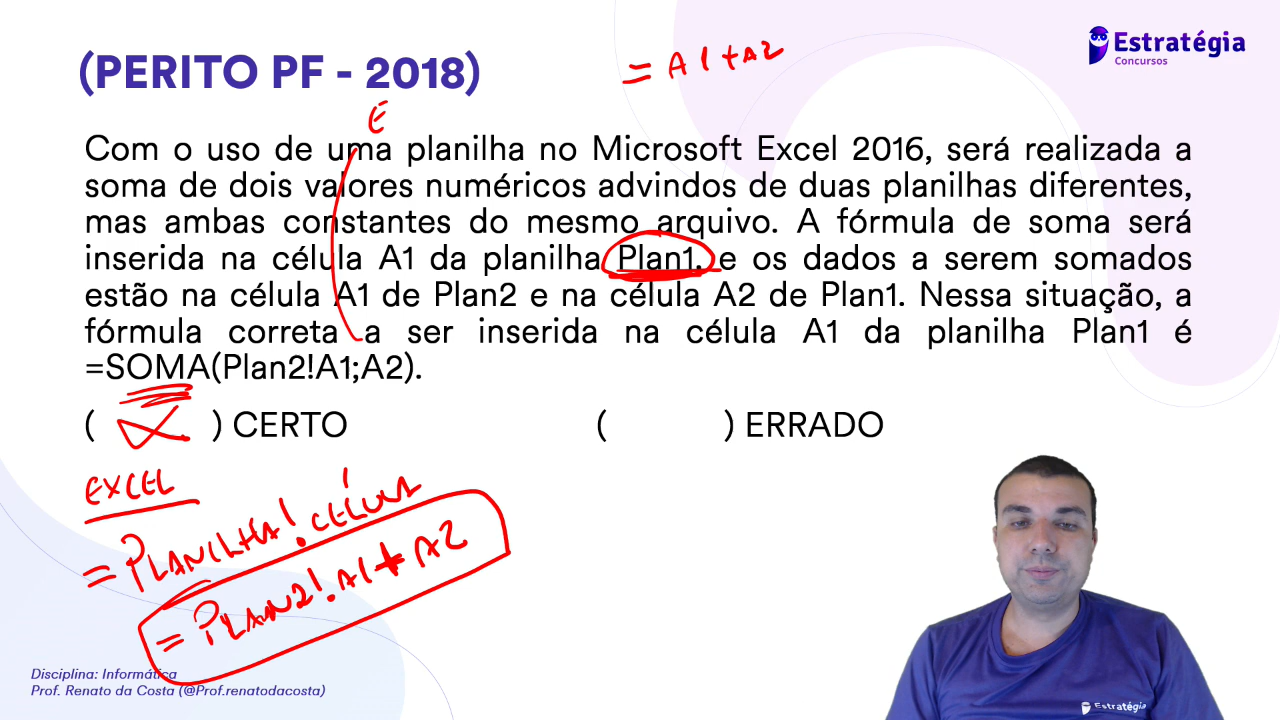 (PERITO PF - 2018)
= A1+A2
Estratégia
Concursos
E
Com o uso de uma planilha no Microsoft Excel 2016, será realizada a
soma de dois valores numéricos advindos de duas planilhas diferentes,
mas ambas constantes do mesmo arquivo. A fórmula de soma será
inserida na célula A1 da planilha Plan1, e os dados a serem somados
estão na célula A1 de Plan2 e na célula A2 de Plan1. Nessa situação, a
fórmula correta a ser inserida na célula A1 da planilha Plan1 é
=SOMA(Plan2!A1;A2).
( ) CERTO ( ) ERRADO
EXCEL
= PLANILHA!CÉLULA
= PLAN2!A1+A2
Disciplina: Informática
Prof. Renato da Costa (@Prof.renatodacosta)
Estratégia